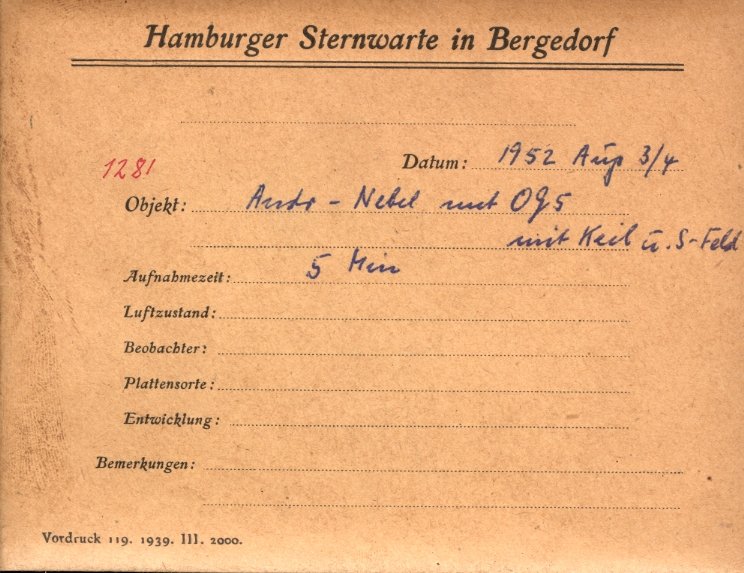 Hamburger Sternwarte in Bergedorf
1281
Datum: 1952 Aug 3/4
Objekt: Andr - Nebel mit OG5
mit Keil u. S-Feld
Aufnahmezeit: 5 Min
Luftzustand:
Beobachter:
Plattensorte:
Entwicklung:
Bemerkungen:
Vordruck 119. 1939. III. 2000.